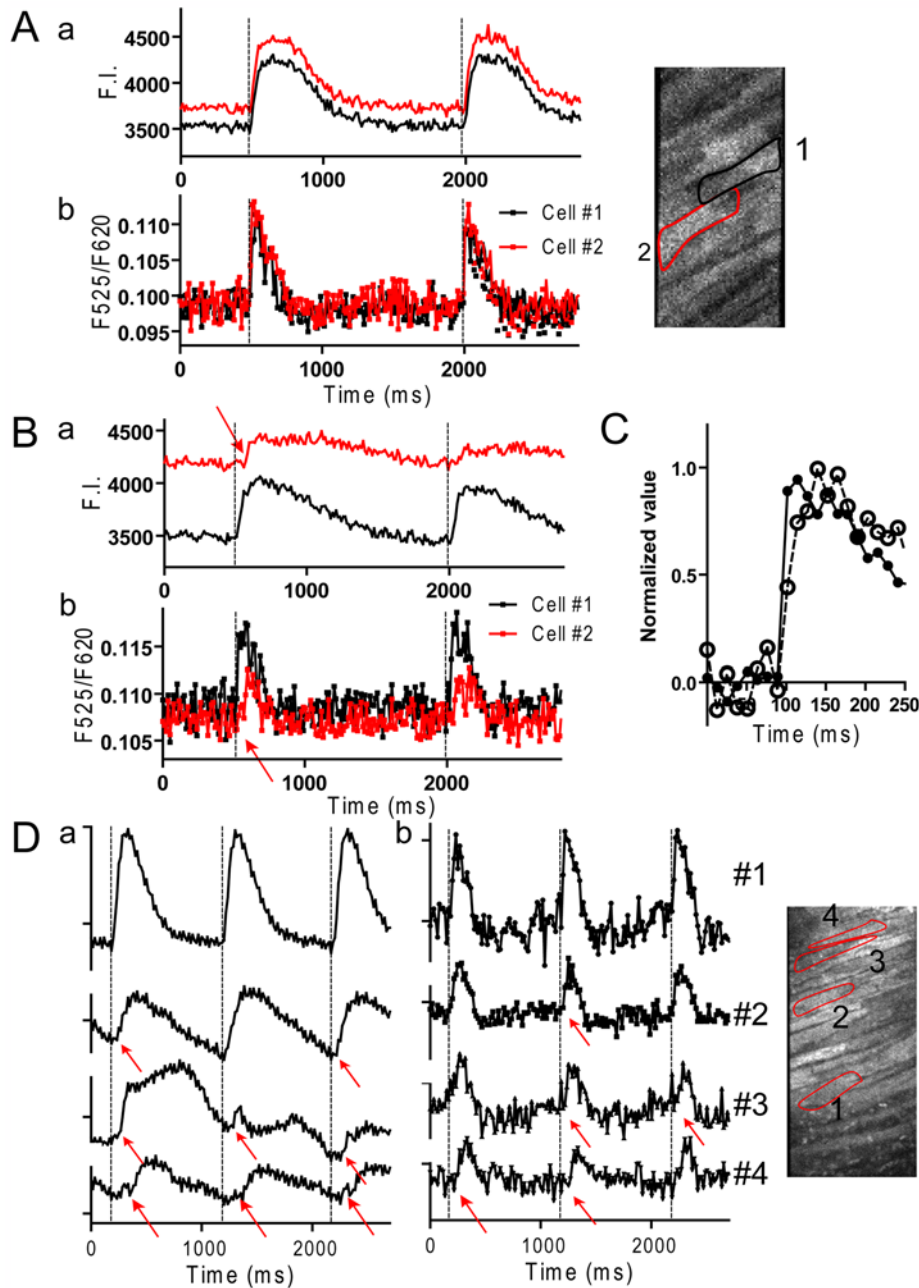 A
a
4500
4000
3500
F.I.
0
1000
2000
b
Cell #1
Cell #2
0.110
0.100
0.095
F525/F620
0
1000
2000
Time (ms)
1
2
B
a
4500
4000
3500
F.I.
b
Cell #1
Cell #2
0.115
0.110
0.105
F525/F620
0
1000
2000
Time (ms)
C
1.0
0.5
0.0
Normalized value
0
50
100
150
200
250
Time (ms)
D
a
0
1000
2000
Time (ms)
b
#1
#2
#3
#4
0
1000
2000
Time (ms)
4
3
2
1